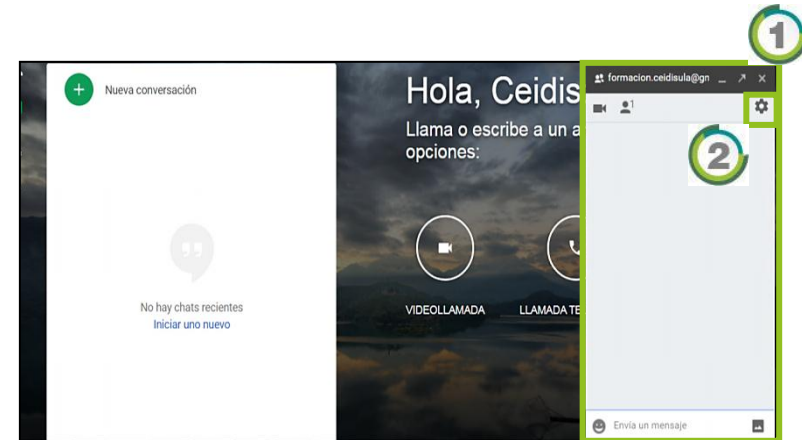 1
formacion.ceidisula@gn
1
2
Nueva conversación
Hola, Ceidis
Llama o escribe a un a
opciones:
No hay chats recientes
Iniciar uno nuevo
VIDEOLLAMADA
LLAMADA TE
Envía un mensaje